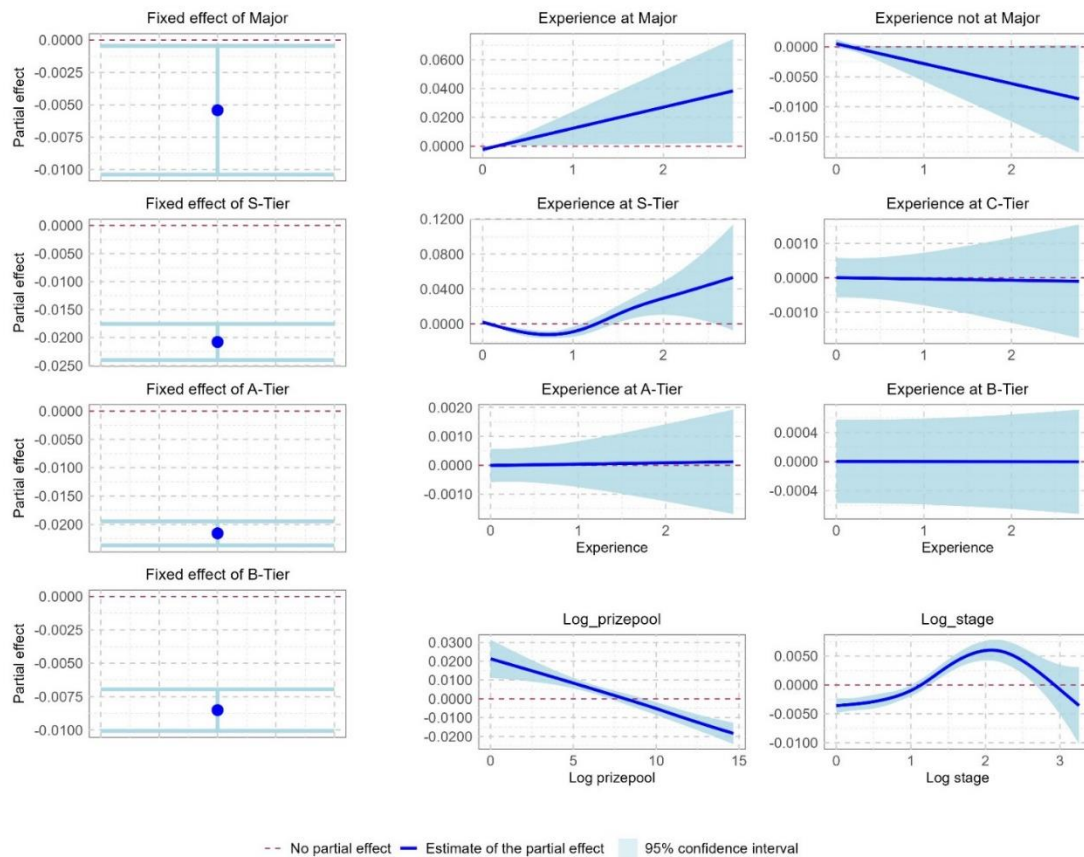 Fixed effect of Major
Experience at Major
Experience not at Major
Partial effect
0.0000
-0.0025
-0.0050
-0.0075
-0.0100
0.0600
0.0400
0.0200
0.0000
0 1 2
0.0000
-0.0050
-0.0100
-0.0150
0 1 2
Fixed effect of S-Tier
Experience at S-Tier
Experience at C-Tier
Partial effect
0.0000
-0.0050
-0.0100
-0.0150
-0.0200
-0.0250
0.1200
0.0800
0.0400
0.0000
0 1 2
0.0010
0.0000
-0.0010
0 1 2
Fixed effect of A-Tier
Experience at A-Tier
Experience at B-Tier
Partial effect
0.0000
-0.0050
-0.0100
-0.0150
-0.0200
0.0020
0.0010
0.0000
-0.0010
0 1 2
Experience
0.0004
0.0000
-0.0004
0 1 2
Experience
Fixed effect of B-Tier
Log_prizepool
Log_stage
Partial effect
0.0000
-0.0025
-0.0050
-0.0075
-0.0100
0.0300
0.0200
0.0100
0.0000
-0.0100
-0.0200
0 5 10 15
Log prizepool
0.0050
0.0000
-0.0050
-0.0100
0 1 2 3
Log stage
No partial effect Estimate of the partial effect 95% confidence interval